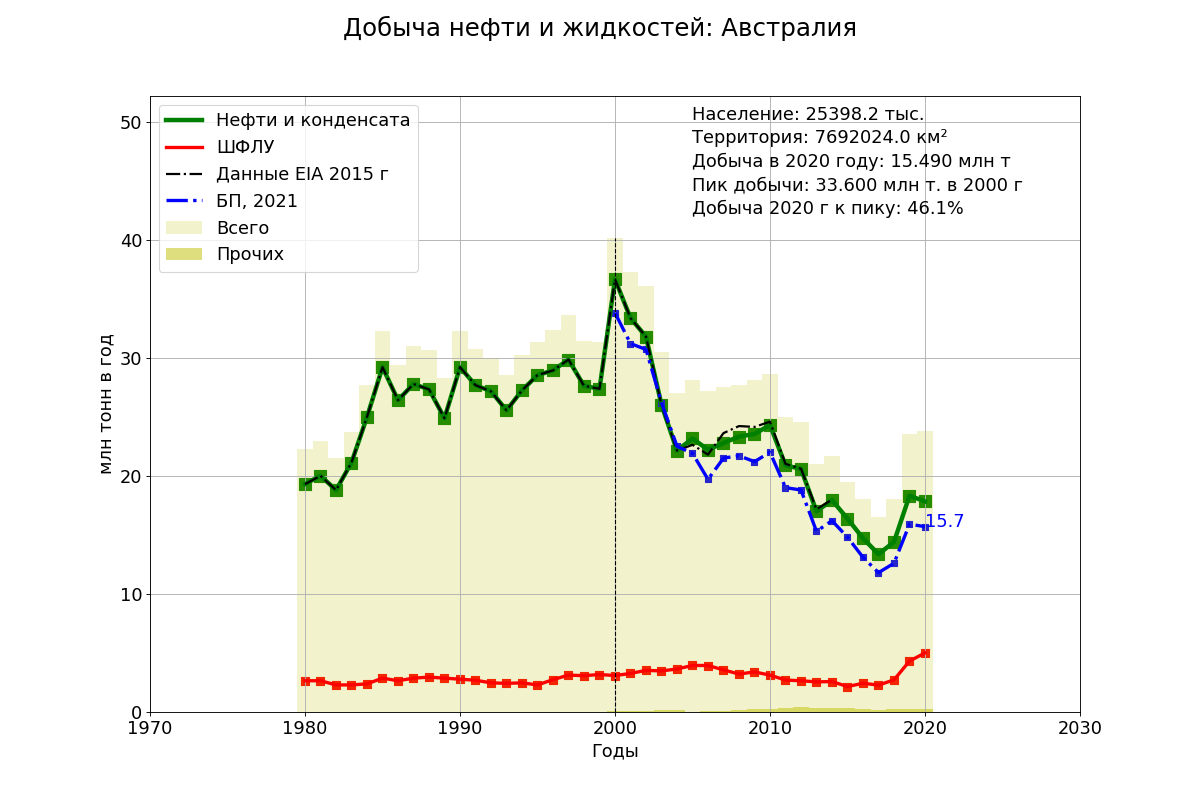 Добыча нефти и жидкостей: Австралия
Нефти и конденсата
ШФЛУ
Данные EIA 2015 г
БП, 2021
Всего
Прочих
Население: 25398.2 тыс.
Территория: 7692024.0 км²
Добыча в 2020 году: 15.490 млн т
Пик добычи: 33.600 млн т. в 2000 г
Добыча 2020 г к пику: 46.1%
млн тонн в год
50
40
30
20
10
0
15.7
1970 1980 1990 2000 2010 2020 2030
Годы